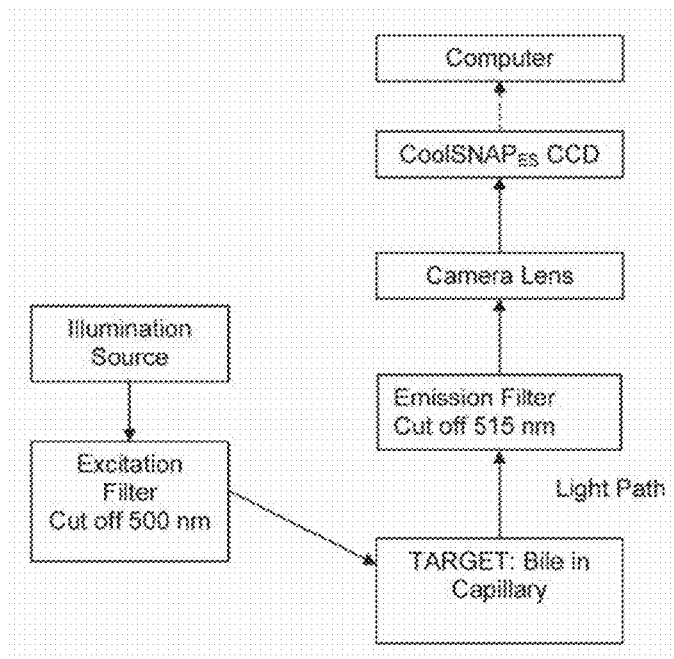 Computer
CoolSNAPES CCD
Camera Lens
Illumination
Source
Emission Filter
Cut off 515 nm
Excitation
Filter
Cut off 500 nm
Light Path
TARGET: Bile in
Capillary